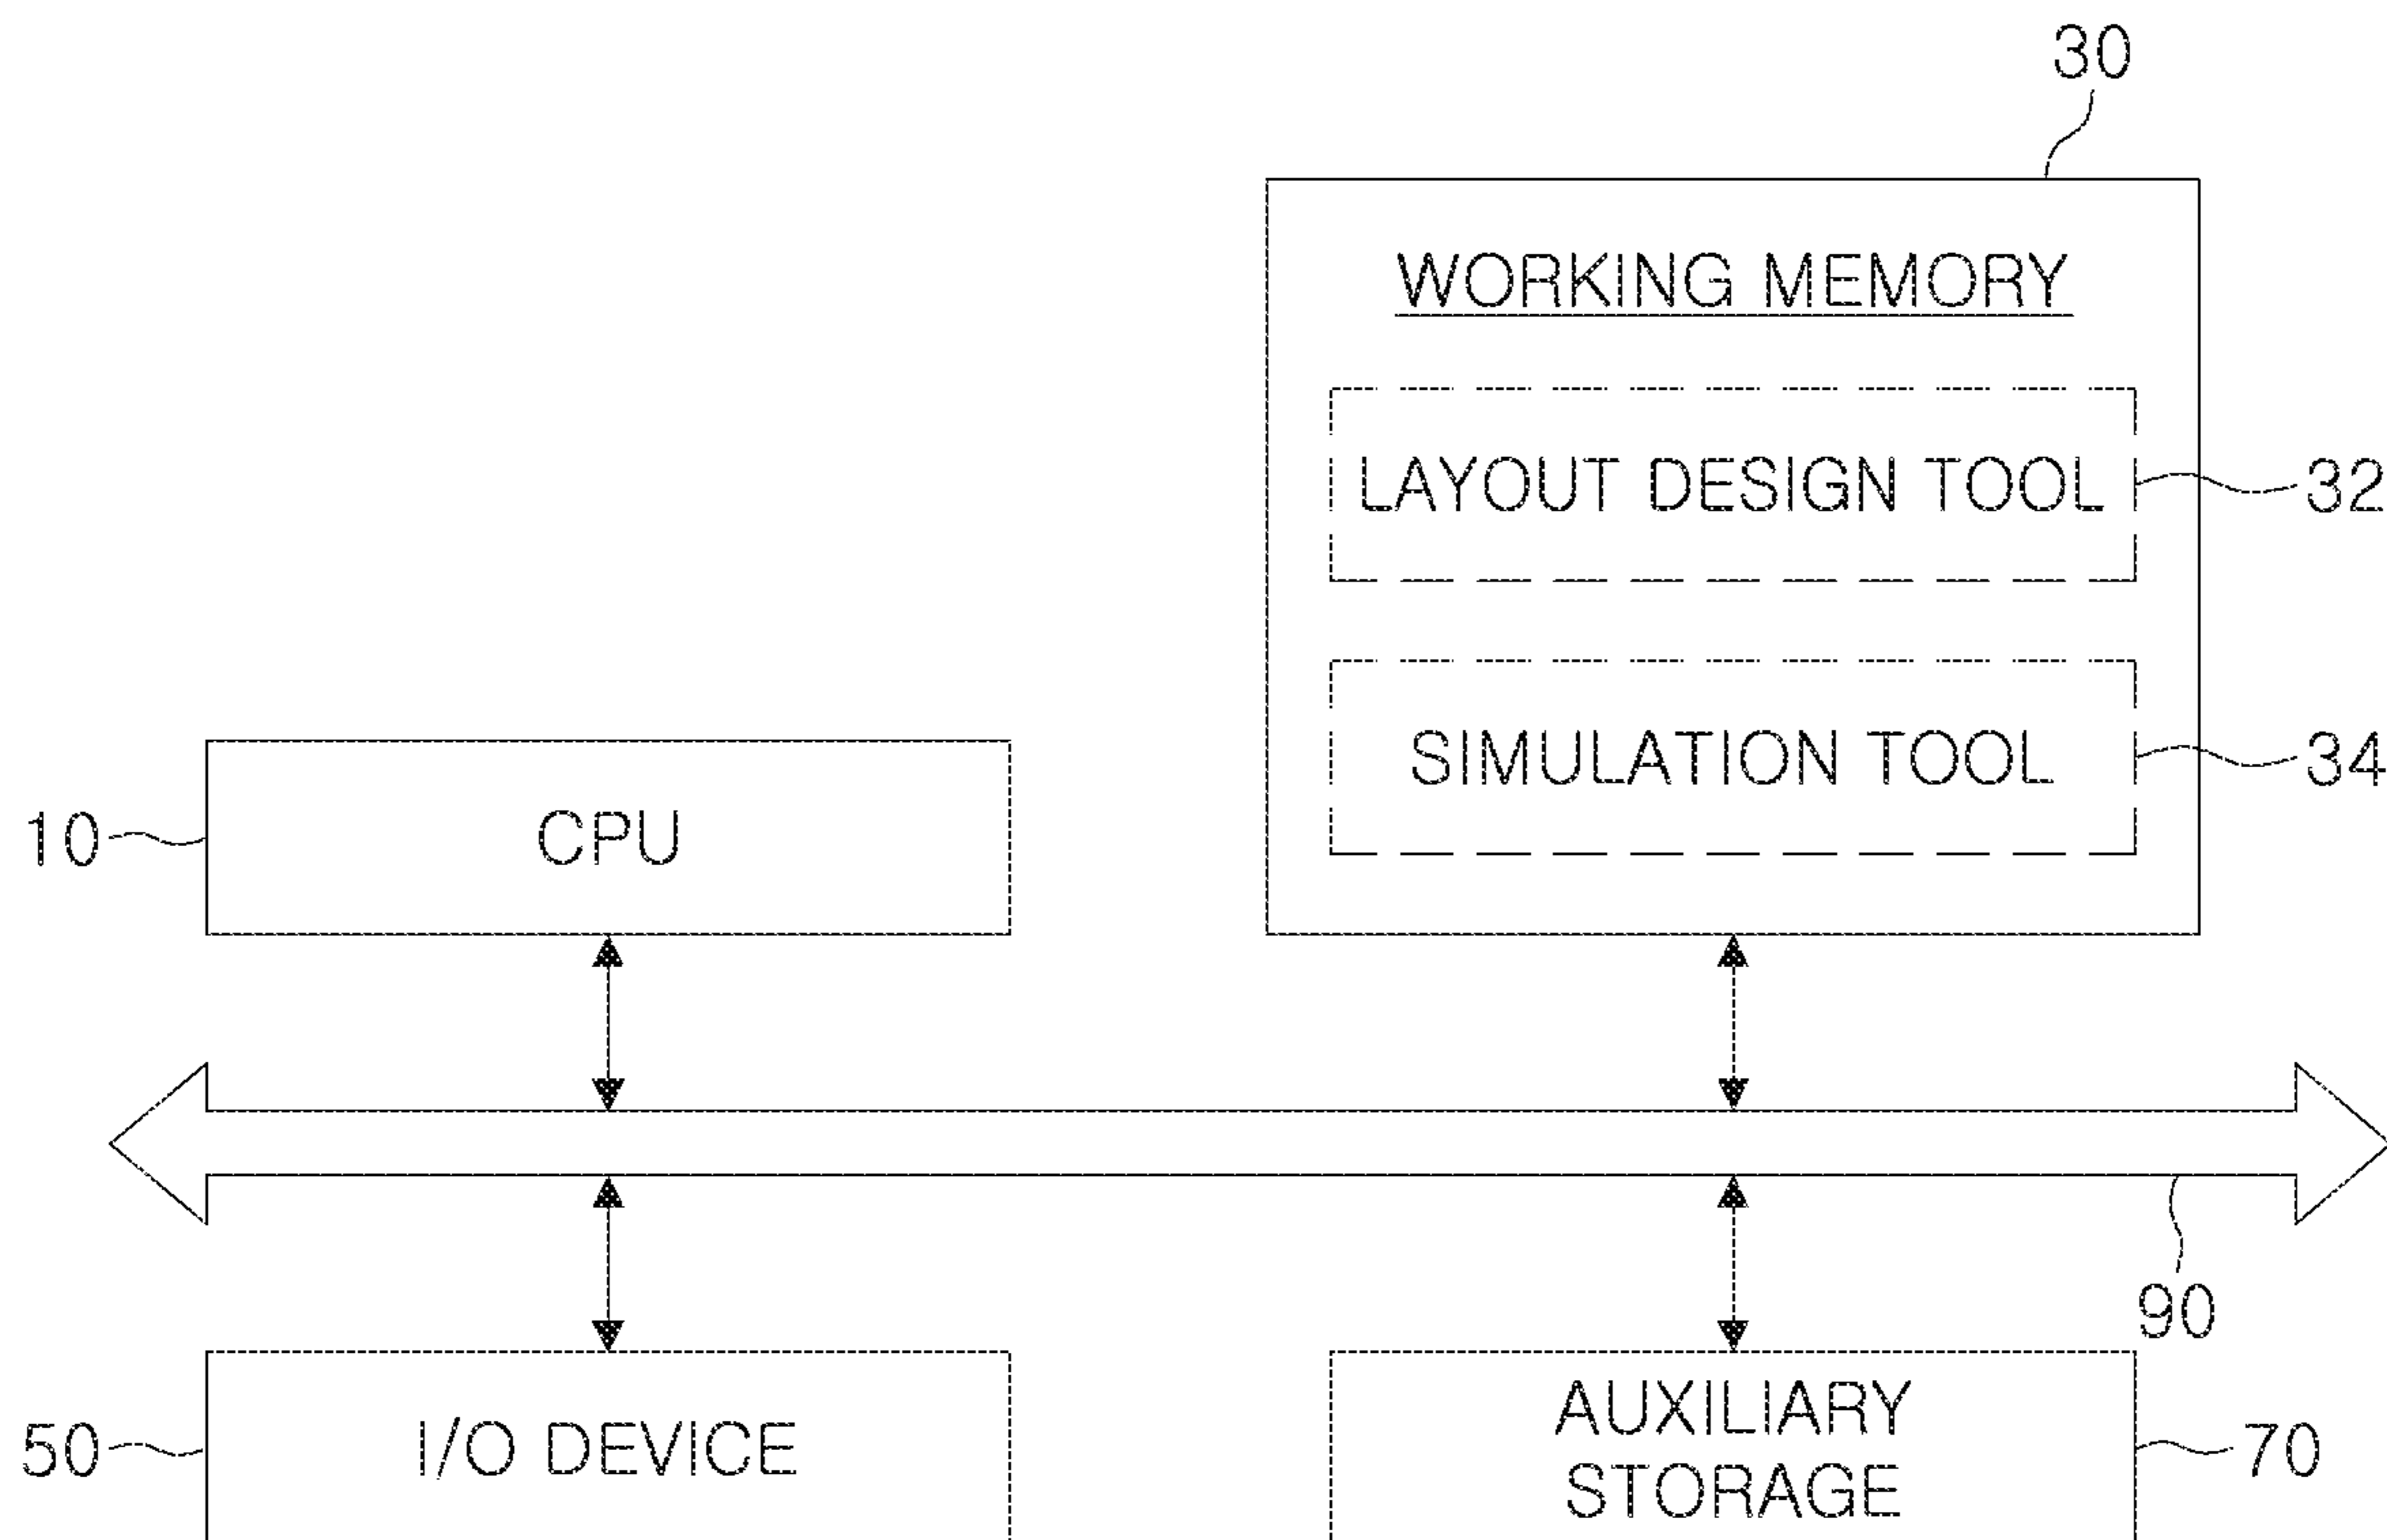 30
WORKING MEMORY
LAYOUT DESIGN TOOL
32
SIMULATION TOOL
34
10
CPU
90
50
I/O DEVICE
AUXILIARY
STORAGE
70